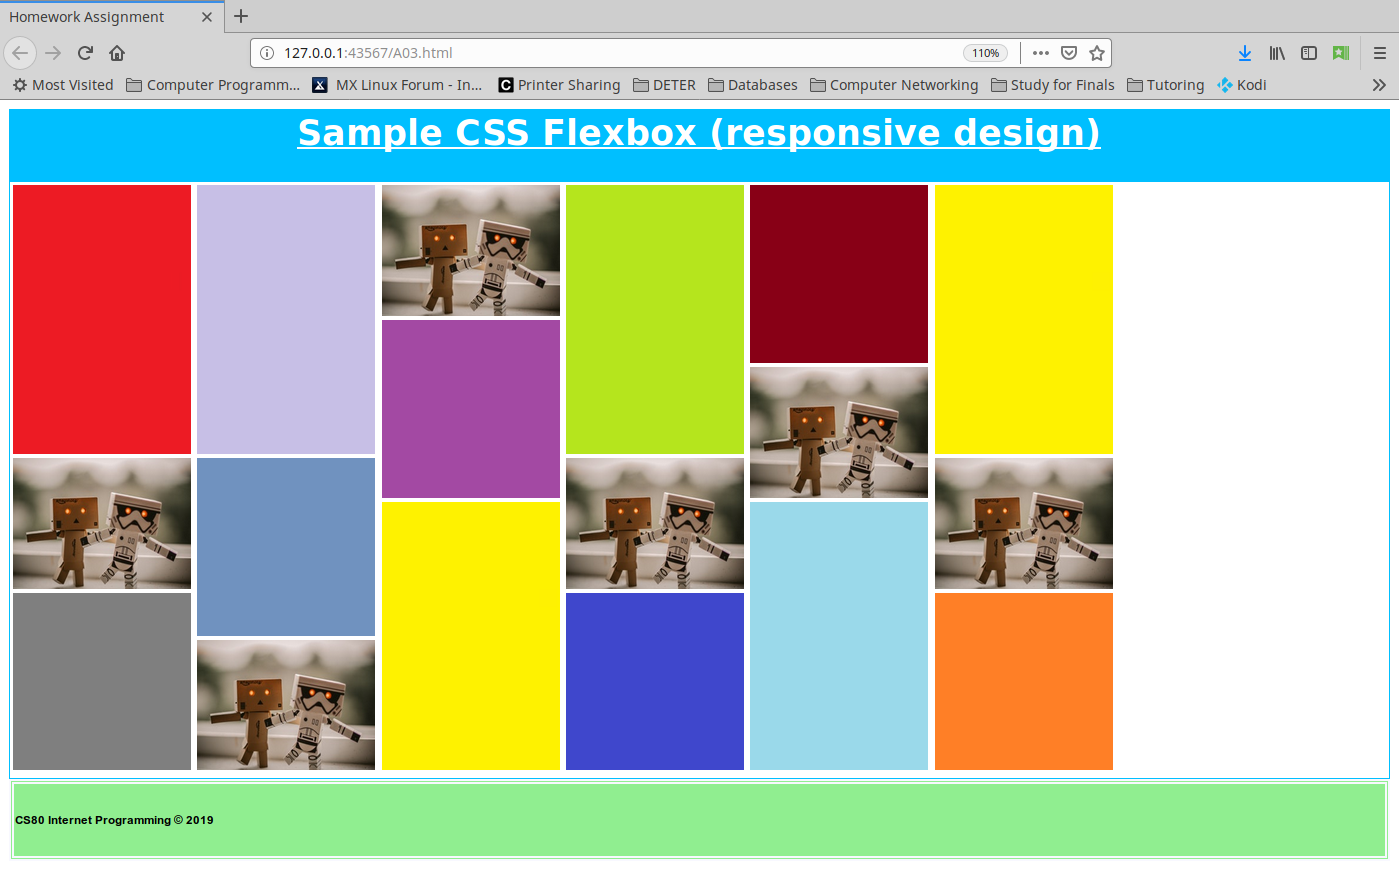 Homework Assignment
127.0.0.1:43567/A03.html
110%
Most Visited Computer Programm... MX Linux Forum - In... Printer Sharing DETER Databases Computer Networking Study for Finals Tutoring Kodi
Sample CSS Flexbox (responsive design)
CS80 Internet Programming © 2019